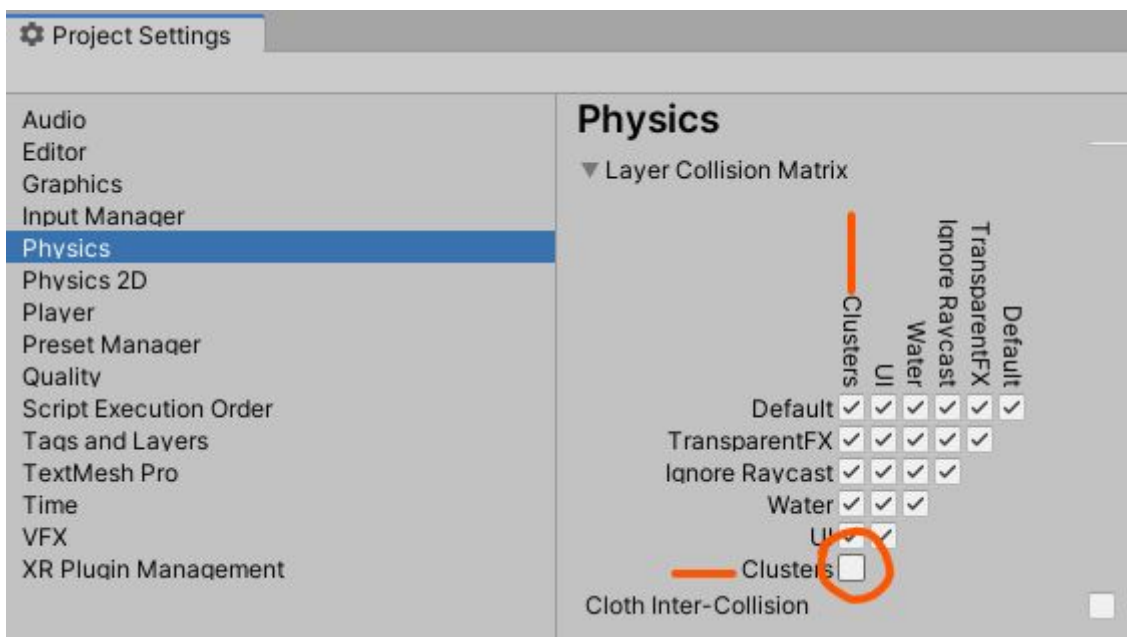 Project Settings
Audio
Editor
Graphics
Input Manager
Physics
Physics 2D
Player
Preset Manager
Quality
Script Execution Order
Tags and Layers
TextMesh Pro
Time
VFX
XR Plugin Management
Physics
Layer Collision Matrix
Clusters
UI
Water
Ignore Raycast
TransparentFX
Default
Default
TransparentFX
Ignore Raycast
Water
UI
Clusters
Cloth Inter-Collision